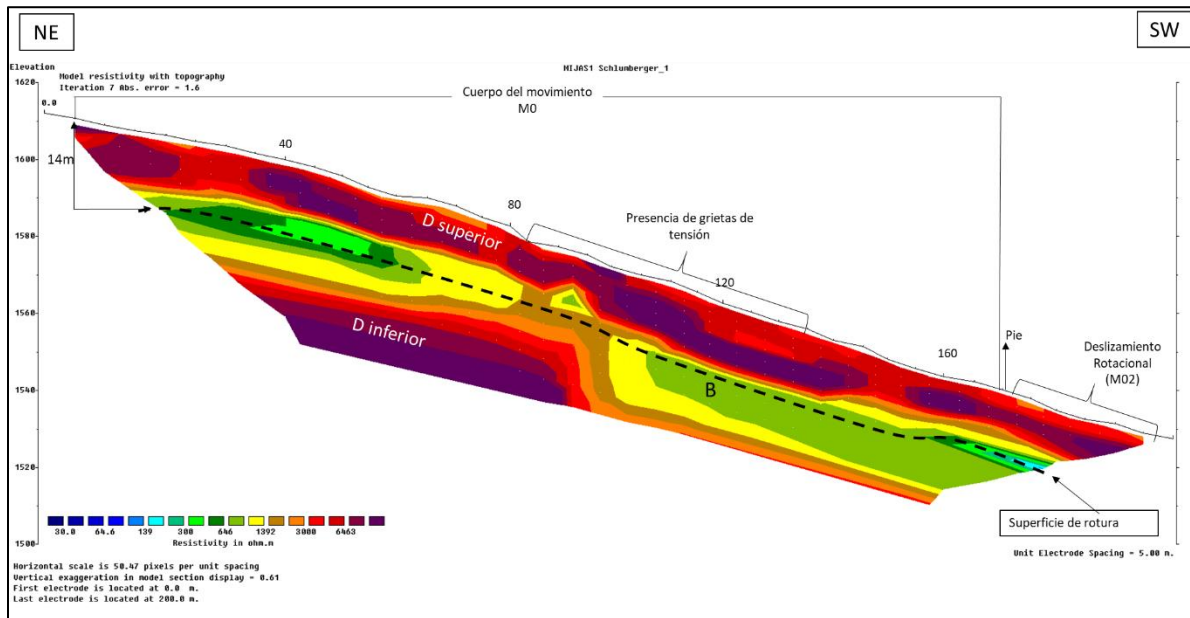 NE
SW
MIJAS1 Schlumberger_1
Elevation
Model resistivity with topography
Iteration 7 Abs. error = 1.6
1620
0.0
Cuerpo del movimiento
M0
14m
40
1600
80
Presencia de grietas de
tensión
D superior
1580
120
1560
D inferior
Pie
160
Deslizamiento
Rotacional
(M02)
1540
B
1520
Superficie de rotura
30.0 64.6 139 300 646 1392 3000 6463
Resistivity in ohm.m
1500
Unit Electrode Spacing = 5.00 m.
Horizontal scale is 50.47 pixels per unit spacing
Vertical exaggeration in model section display = 0.61
First electrode is located at 0.0 m.
Last electrode is located at 200.0 m.